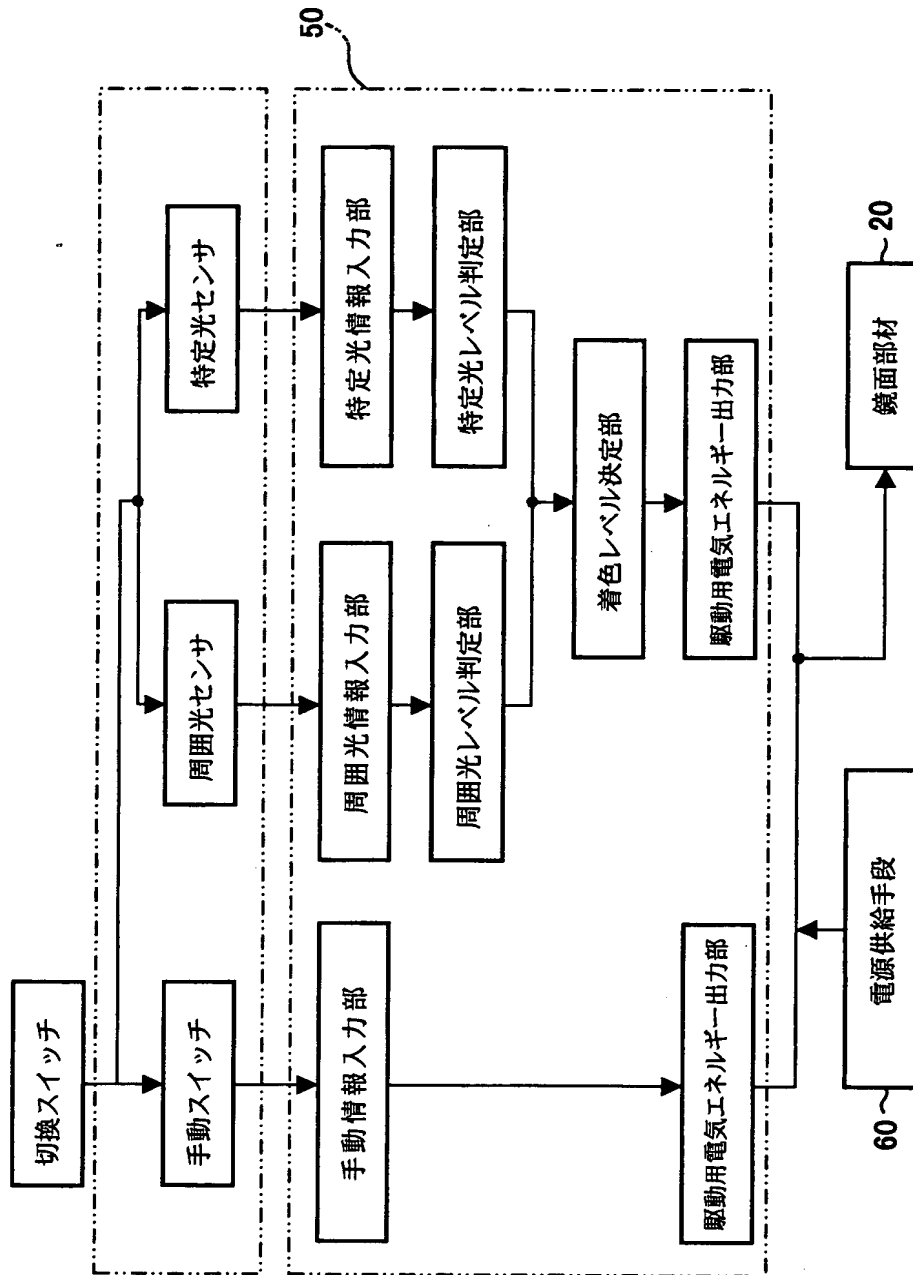 切換スイッチ
手動スイッチ
周囲光センサ
特定光センサ
50
手動情報入力部
周囲光情報入力部
特定光情報入力部
周囲光レベル判定部
特定光レベル判定部
着色レベル決定部
駆動用電気エネルギー出力部
駆動用電気エネルギー出力部
電源供給手段
60
鏡面部材
20